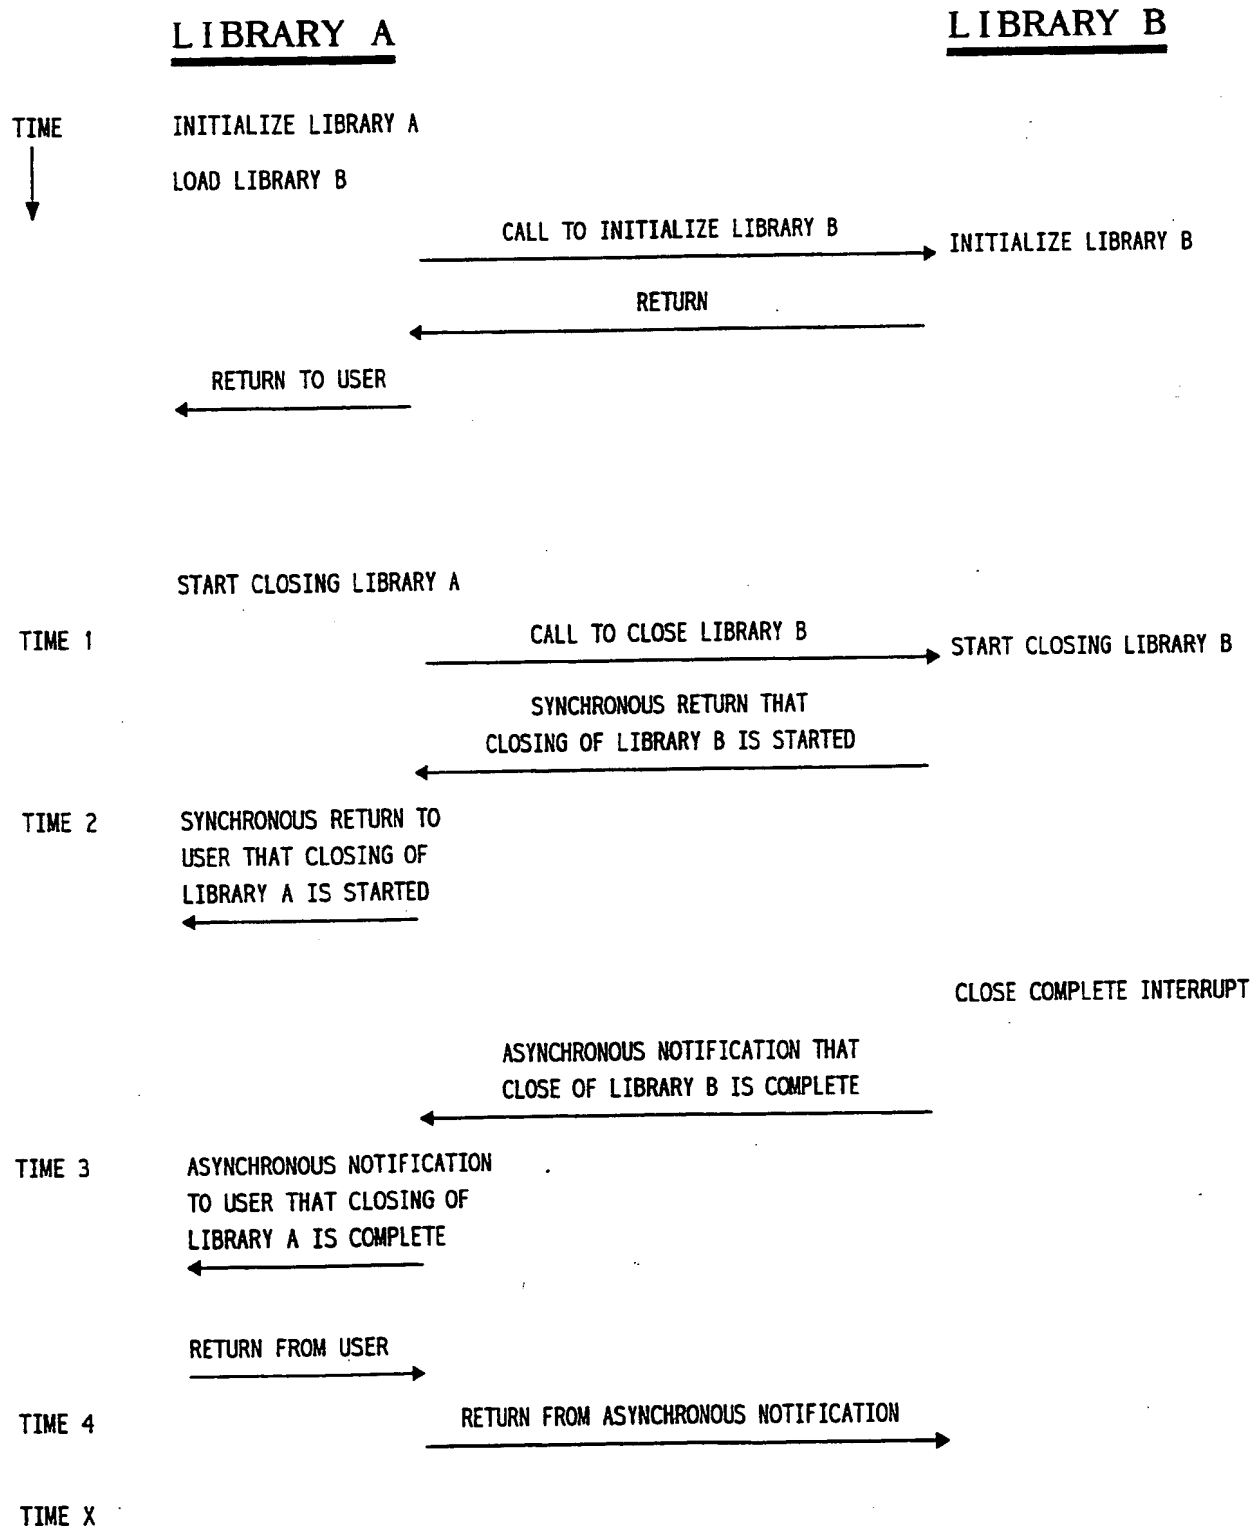 LIBRARY A
LIBRARY B
TIME
INITIALIZE LIBRARY A
LOAD LIBRARY B
CALL TO INITIALIZE LIBRARY B
INITIALIZE LIBRARY B
RETURN
RETURN TO USER
START CLOSING LIBRARY A
TIME 1
CALL TO CLOSE LIBRARY B
START CLOSING LIBRARY B
SYNCHRONOUS RETURN THAT
CLOSING OF LIBRARY B IS STARTED
TIME 2
SYNCHRONOUS RETURN TO
USER THAT CLOSING OF
LIBRARY A IS STARTED
CLOSE COMPLETE INTERRUPT
ASYNCHRONOUS NOTIFICATION THAT
CLOSE OF LIBRARY B IS COMPLETE
TIME 3
ASYNCHRONOUS NOTIFICATION
TO USER THAT CLOSING OF
LIBRARY A IS COMPLETE
RETURN FROM USER
TIME 4
RETURN FROM ASYNCHRONOUS NOTIFICATION
TIME X